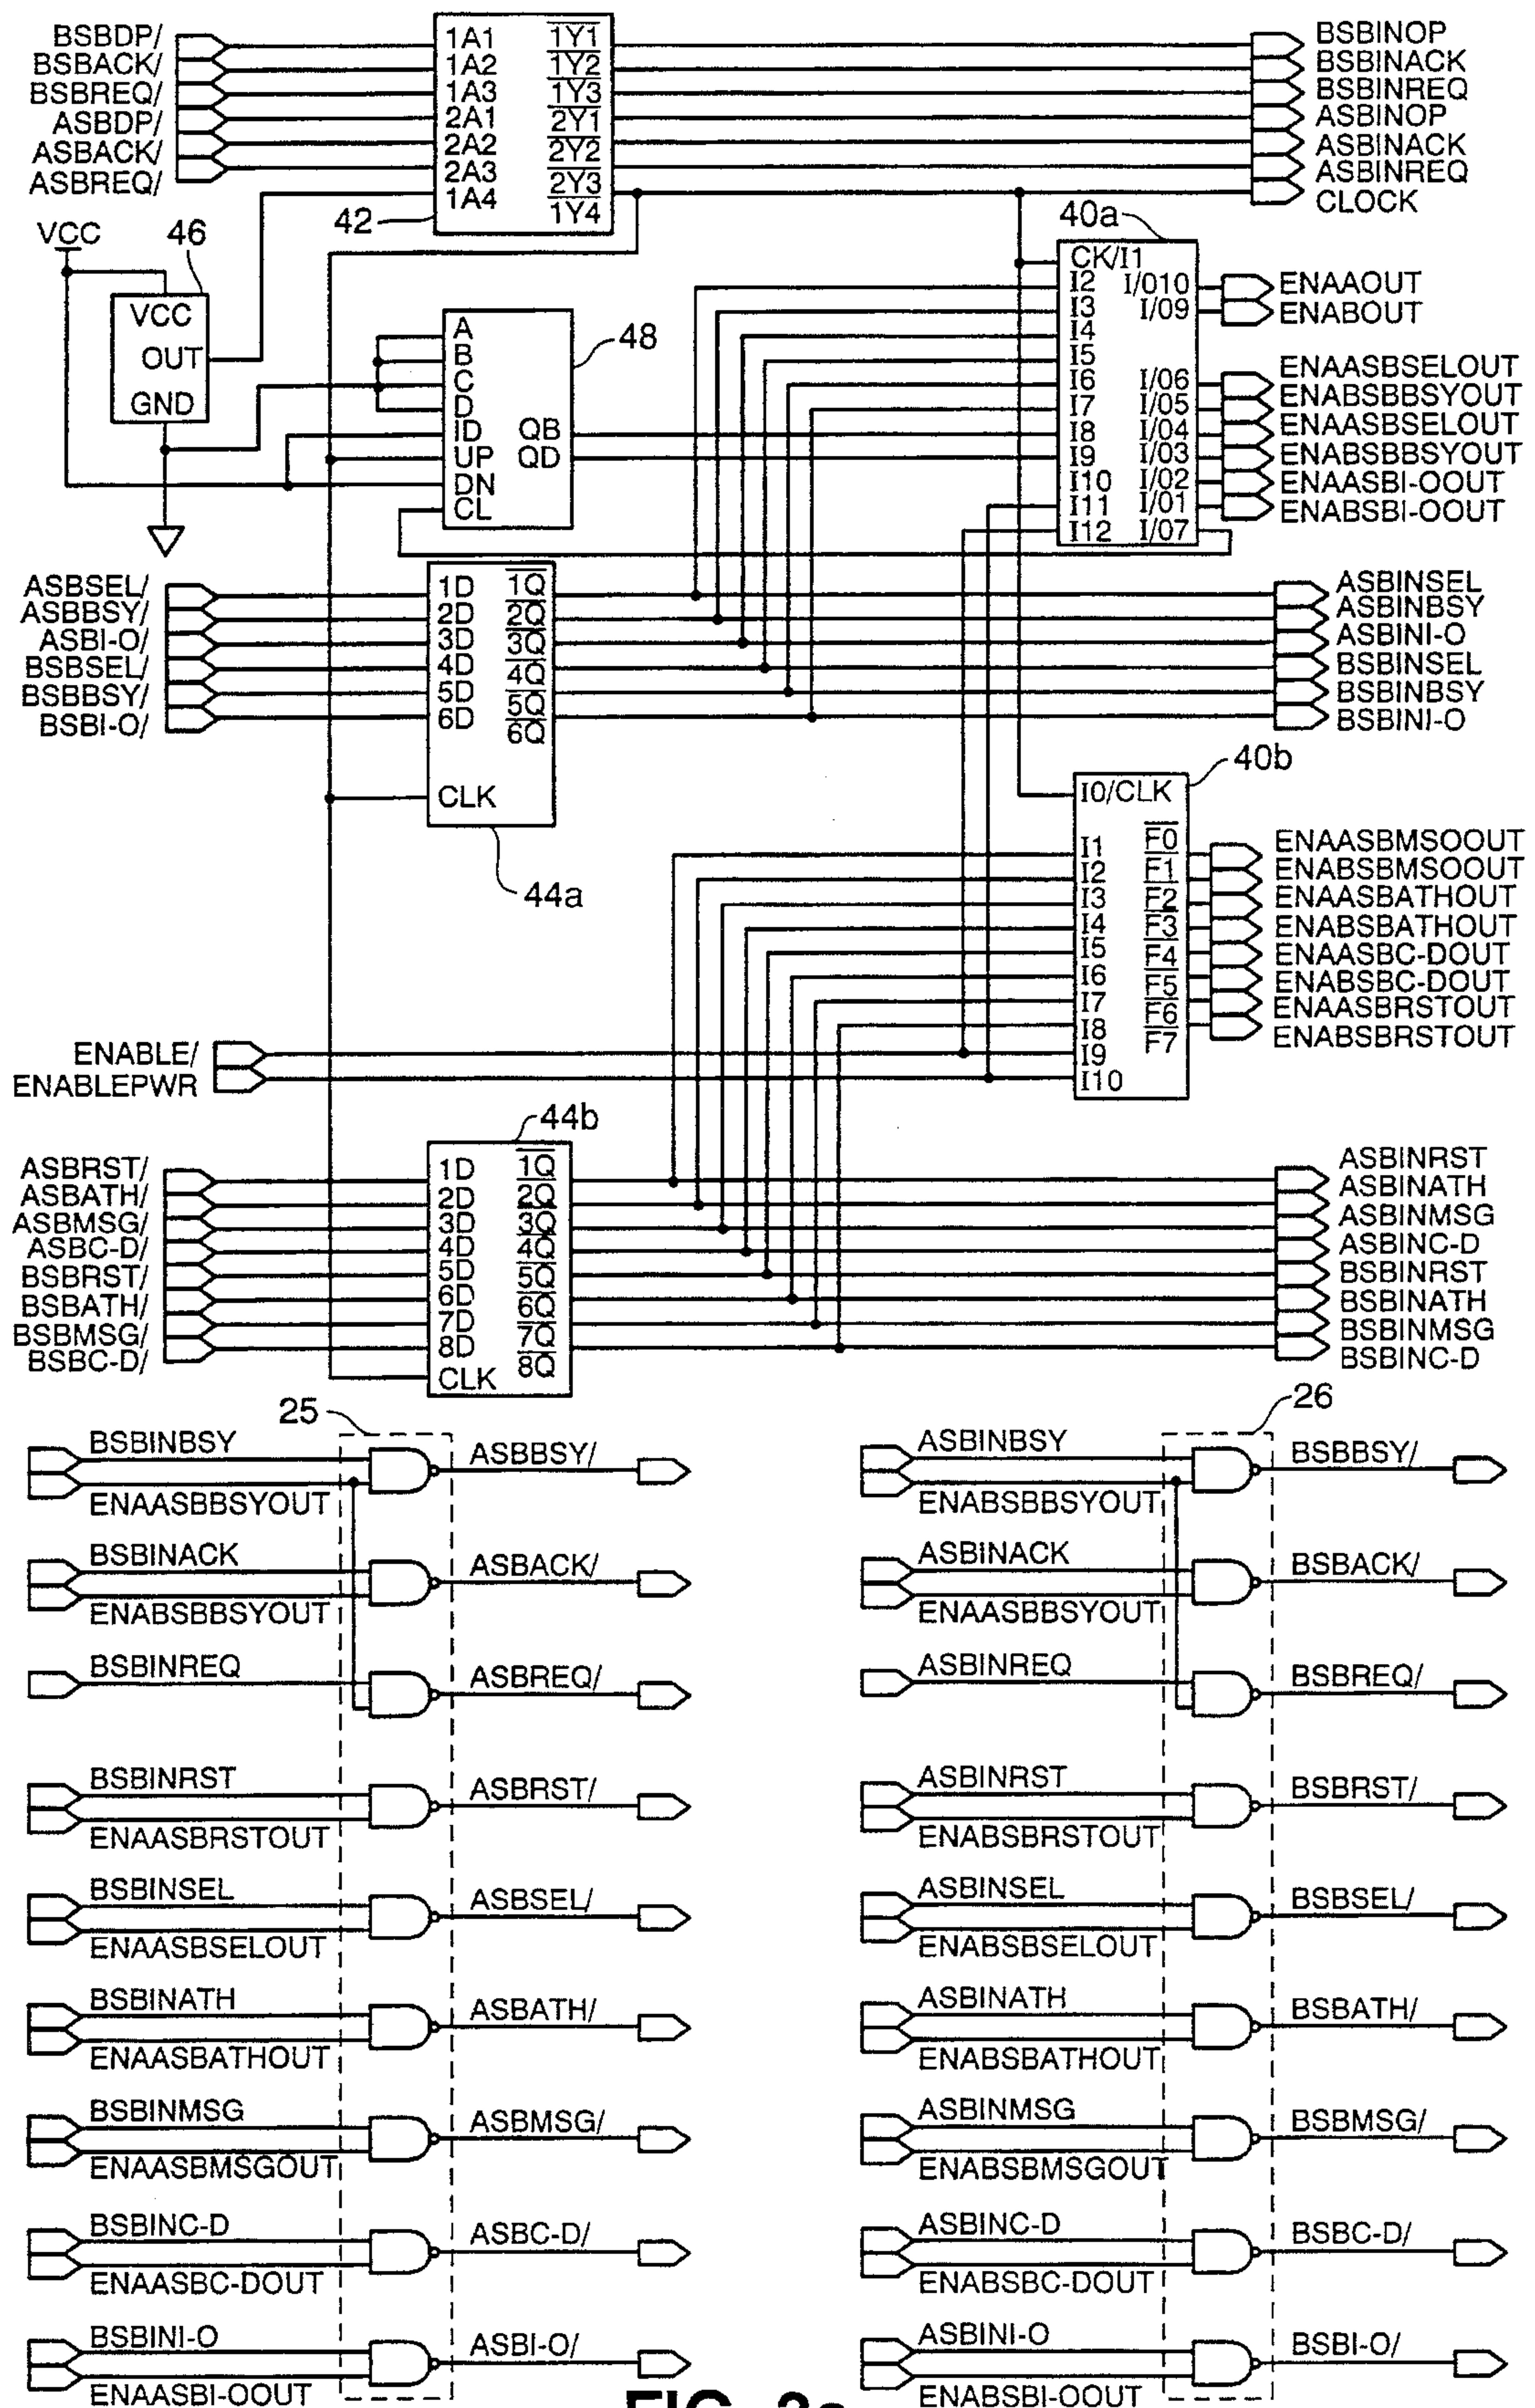 BSBDP/
BSBACK/
BSBREQ/
ASBDP/
ASBACK/
ASBREQ/
1A1
1A2
1A3
2A1
2A2
2A3
1A4
1Y1
1Y2
1Y3
2Y1
2Y2
2Y3
1Y4
42
BSBINOP
BSBINACK
BSBINREQ
ASBINOP
ASBINACK
ASBINREQ
CLOCK
VCC
46
VCC
OUT
GND
A
B
C
D
ID
UP
DN
CL
QB
QD
48
40a
CK/I1
I2
I3
I4
I5
I6
I7
I8
I9
I10
I11
I12
I/010
I/09
I/06
I/05
I/04
I/03
I/02
I/01
I/07
ENAAOUT
ENABOUT
ENAASBSELOUT
ENABSBBSYOUT
ENAASBSELOUT
ENABSBBSYOUT
ENAASBI-OOUT
ENABSBI-OOUT
ASBSEL/
ASBBSY/
ASBI-O/
BSBSEL/
BSBBSY/
BSBI-O/
1D
2D
3D
4D
5D
6D
CLK
1Q
2Q
3Q
4Q
5Q
6Q
44a
ASBINSEL
ASBINBSY
ASBINI-O
BSBINSEL
BSBINBSY
BSBINI-O
40b
I0/CLK
I1
I2
I3
I4
I5
I6
I7
I8
I9
I10
F0
F1
F2
F3
F4
F5
F6
F7
ENAASBMSOOUT
ENABSBMSOOUT
ENAASBATHOUT
ENABSBATHOUT
ENAASBC-DOUT
ENABSBC-DOUT
ENAASBRSTOUT
ENABSBRSTOUT
ENABLE/
ENABLEPWR
44b
ASBRST/
ASBATH/
ASBMSG/
ASBC-D/
BSBRST/
BSBATH/
BSBMSG/
BSBC-D/
1D
2D
3D
4D
5D
6D
7D
8D
CLK
1Q
2Q
3Q
4Q
5Q
6Q
7Q
8Q
ASBINRST
ASBINATH
ASBINMSG
ASBINC-D
BSBINRST
BSBINATH
BSBINMSG
BSBINC-D
25
BSBINBSY
ENAASBBSYOUT
ASBBSY/
BSBINACK
ENABSBBSYOUT
ASBACK/
BSBINREQ
ASBREQ/
BSBINRST
ENAASBRSTOUT
ASBRST/
BSBINSEL
ENAASBSELOUT
ASBSEL/
BSBINATH
ENAASBATHOUT
ASBATH/
BSBINMSG
ENAASBMSGOUT
ASBMSG/
BSBINC-D
ENAASBC-DOUT
ASBC-D/
BSBINI-O
ENAASBI-OOUT
ASBI-O/
26
ASBINBSY
ENABSBBSYOUT
BSBBSY/
ASBINACK
ENAASBBSYOUT
BSBACK/
ASBINREQ
BSBREQ/
ASBINRST
ENABSBRSTOUT
BSBRST/
ASBINSEL
ENABSBSELOUT
BSBSEL/
ASBINATH
ENABSBATHOUT
BSBATH/
ASBINMSG
ENABSBMSGOUT
BSBMSG/
ASBINC-D
ENABSBC-DOUT
BSBC-D/
ASBINI-O
ENABSBI-OOUT
BSBI-O/